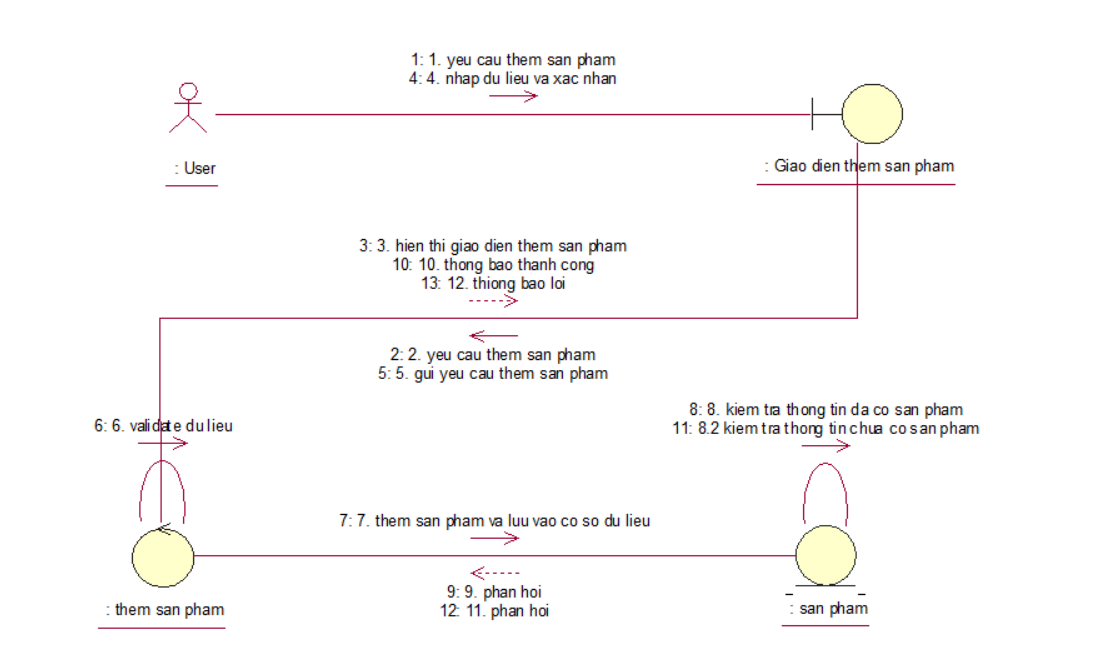 1: 1. yeu cau them san pham
4: 4. nhap du lieu va xac nhan
: User
: Giao dien them san pham
3: 3. hien thi giao dien them san pham
10: 10. thong bao thanh cong
13: 12. thiong bao loi
2: 2. yeu cau them san pham
5: 5. gui yeu cau them san pham
6: 6. validate du lieu
8: 8. kiem tra thong tin da co san pham
11: 8.2 kiem tra thong tin chua co san pham
7: 7. them san pham va luu vao co so du lieu
9: 9. phan hoi
12: 11. phan hoi
: them san pham
: san pham